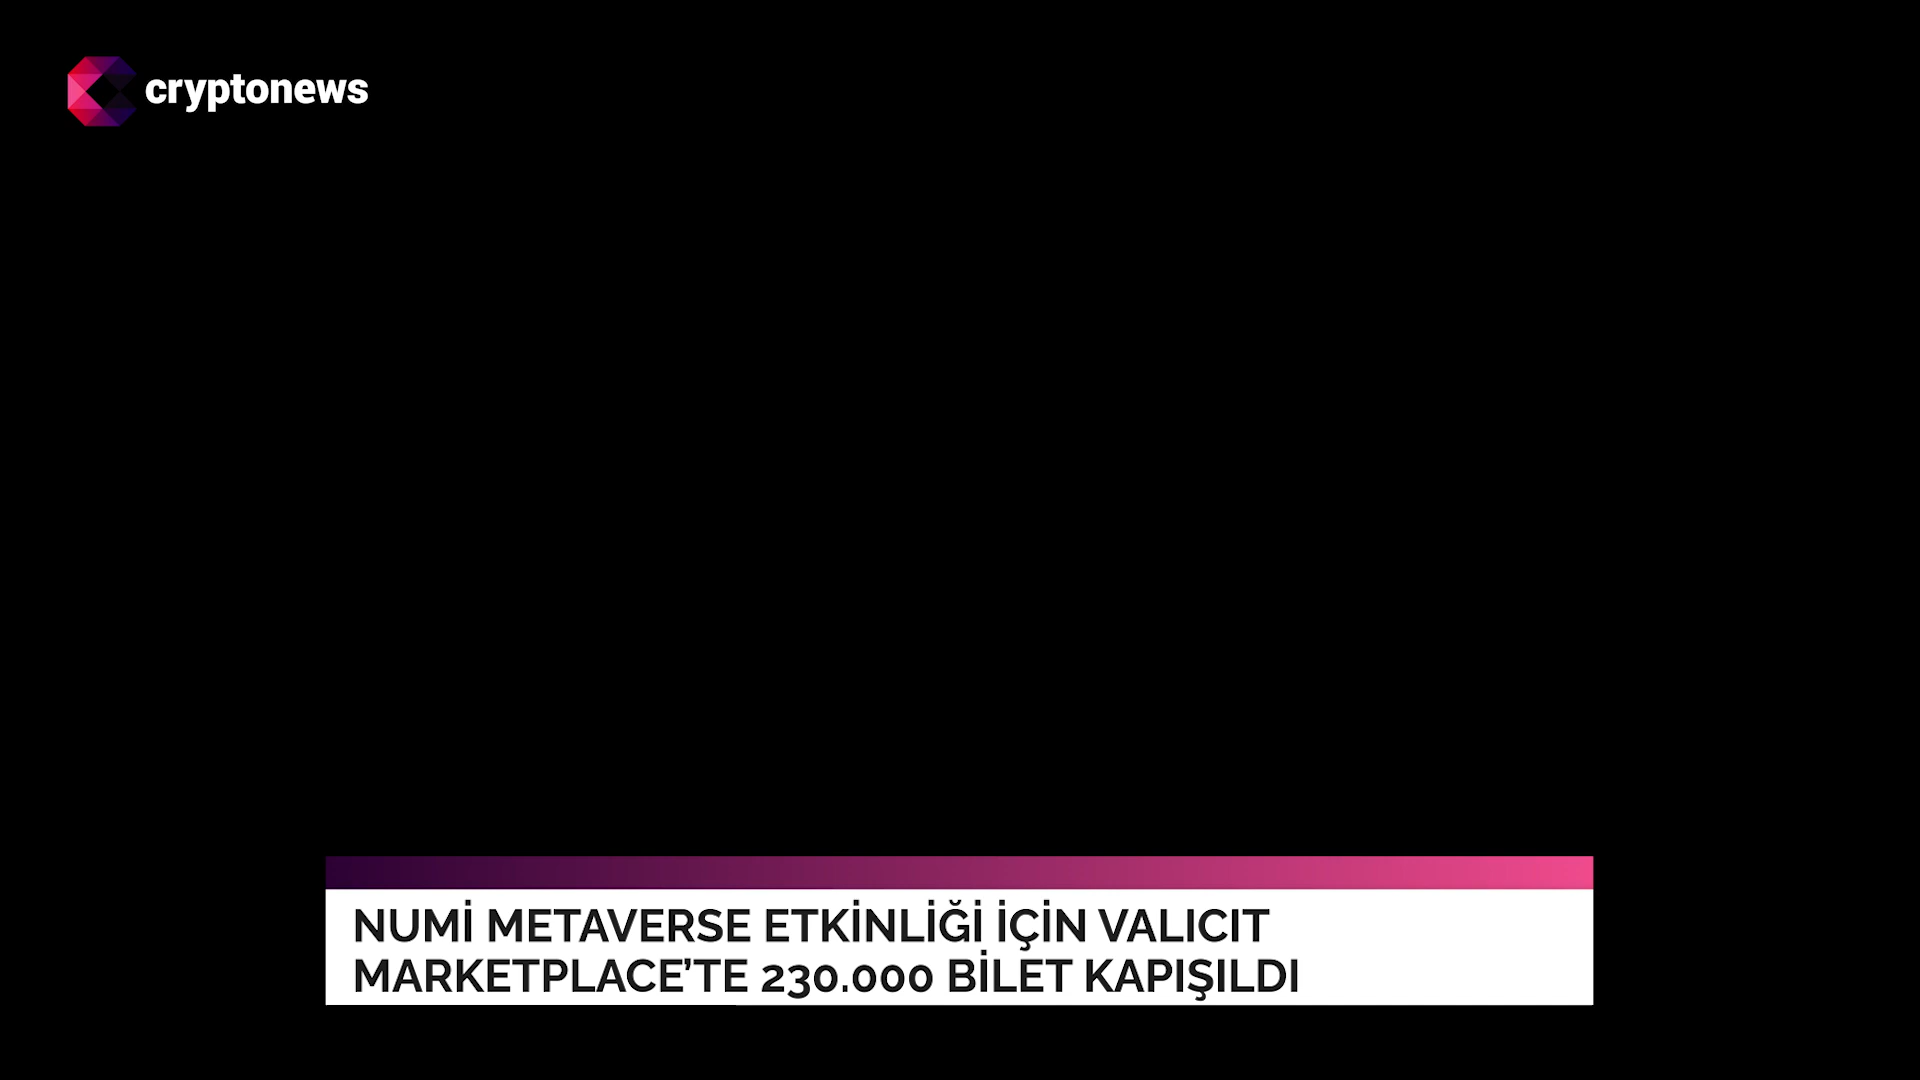 cryptonews
NUMİ METAVERSE ETKİNLİĞİ İÇİN VALICIT
MARKETPLACE’TE 230.000 BİLET KAPIŞILDI